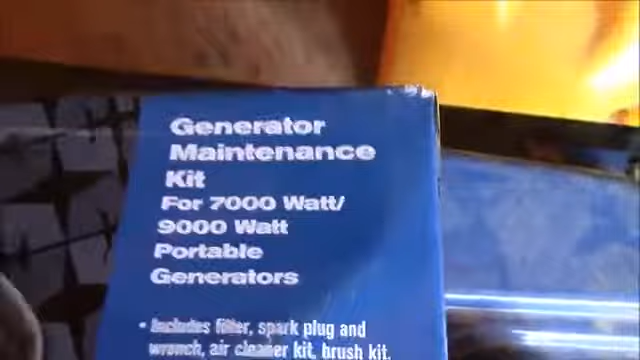 Generator
Maintenance
Kit
For 7000 Watt/
9000 Watt
Portable
Generators
• Includes filter, spark plug and
wrench, air cleaner kit, brush kit.